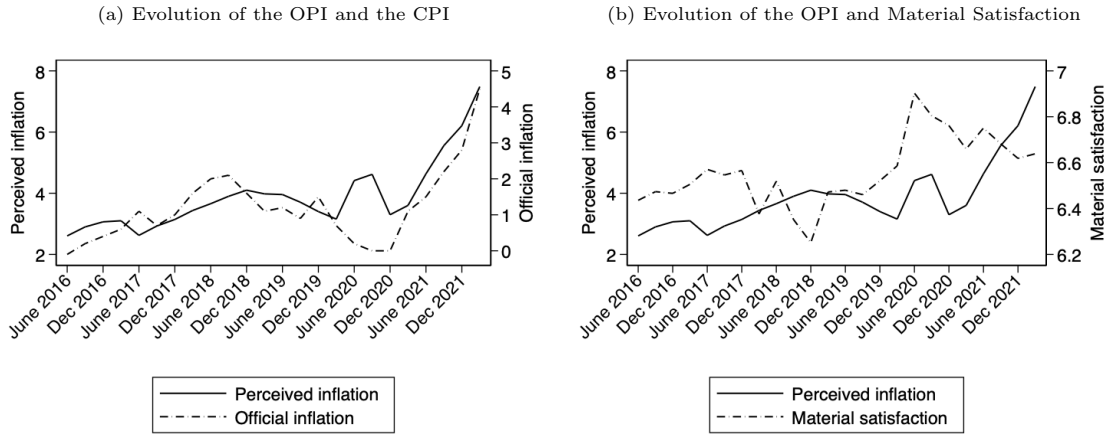 (a) Evolution of the OPI and the CPI
8
6
4
2
Perceived inflation
5
4
3
2
1
0
Official inflation
June 2016
Dec 2016
June 2017
Dec 2017
June 2018
Dec 2018
June 2019
Dec 2019
June 2020
Dec 2020
June 2021
Dec 2021
Perceived inflation
Official inflation
(b) Evolution of the OPI and Material Satisfaction
8
6
4
2
Perceived inflation
7
6.8
6.6
6.4
6.2
Material satisfaction
June 2016
Dec 2016
June 2017
Dec 2017
June 2018
Dec 2018
June 2019
Dec 2019
June 2020
Dec 2020
June 2021
Dec 2021
Perceived inflation
Material satisfaction